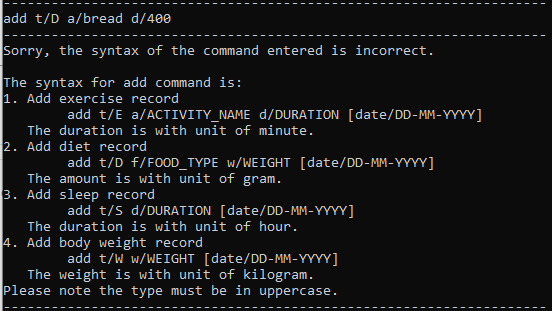 ------------------------------------------------------------------------
add t/D a/bread d/400
------------------------------------------------------------------------
Sorry, the syntax of the command entered is incorrect.

The syntax for add command is:
1. Add exercise record
        add t/E a/ACTIVITY_NAME d/DURATION [date/DD-MM-YYYY]
   The duration is with unit of minute.
2. Add diet record
        add t/D f/FOOD_TYPE w/WEIGHT [date/DD-MM-YYYY]
   The amount is with unit of gram.
3. Add sleep record
        add t/S d/DURATION [date/DD-MM-YYYY]
   The duration is with unit of hour.
4. Add body weight record
        add t/W w/WEIGHT [date/DD-MM-YYYY]
   The weight is with unit of kilogram.
Please note the type must be in uppercase.
------------------------------------------------------------------------